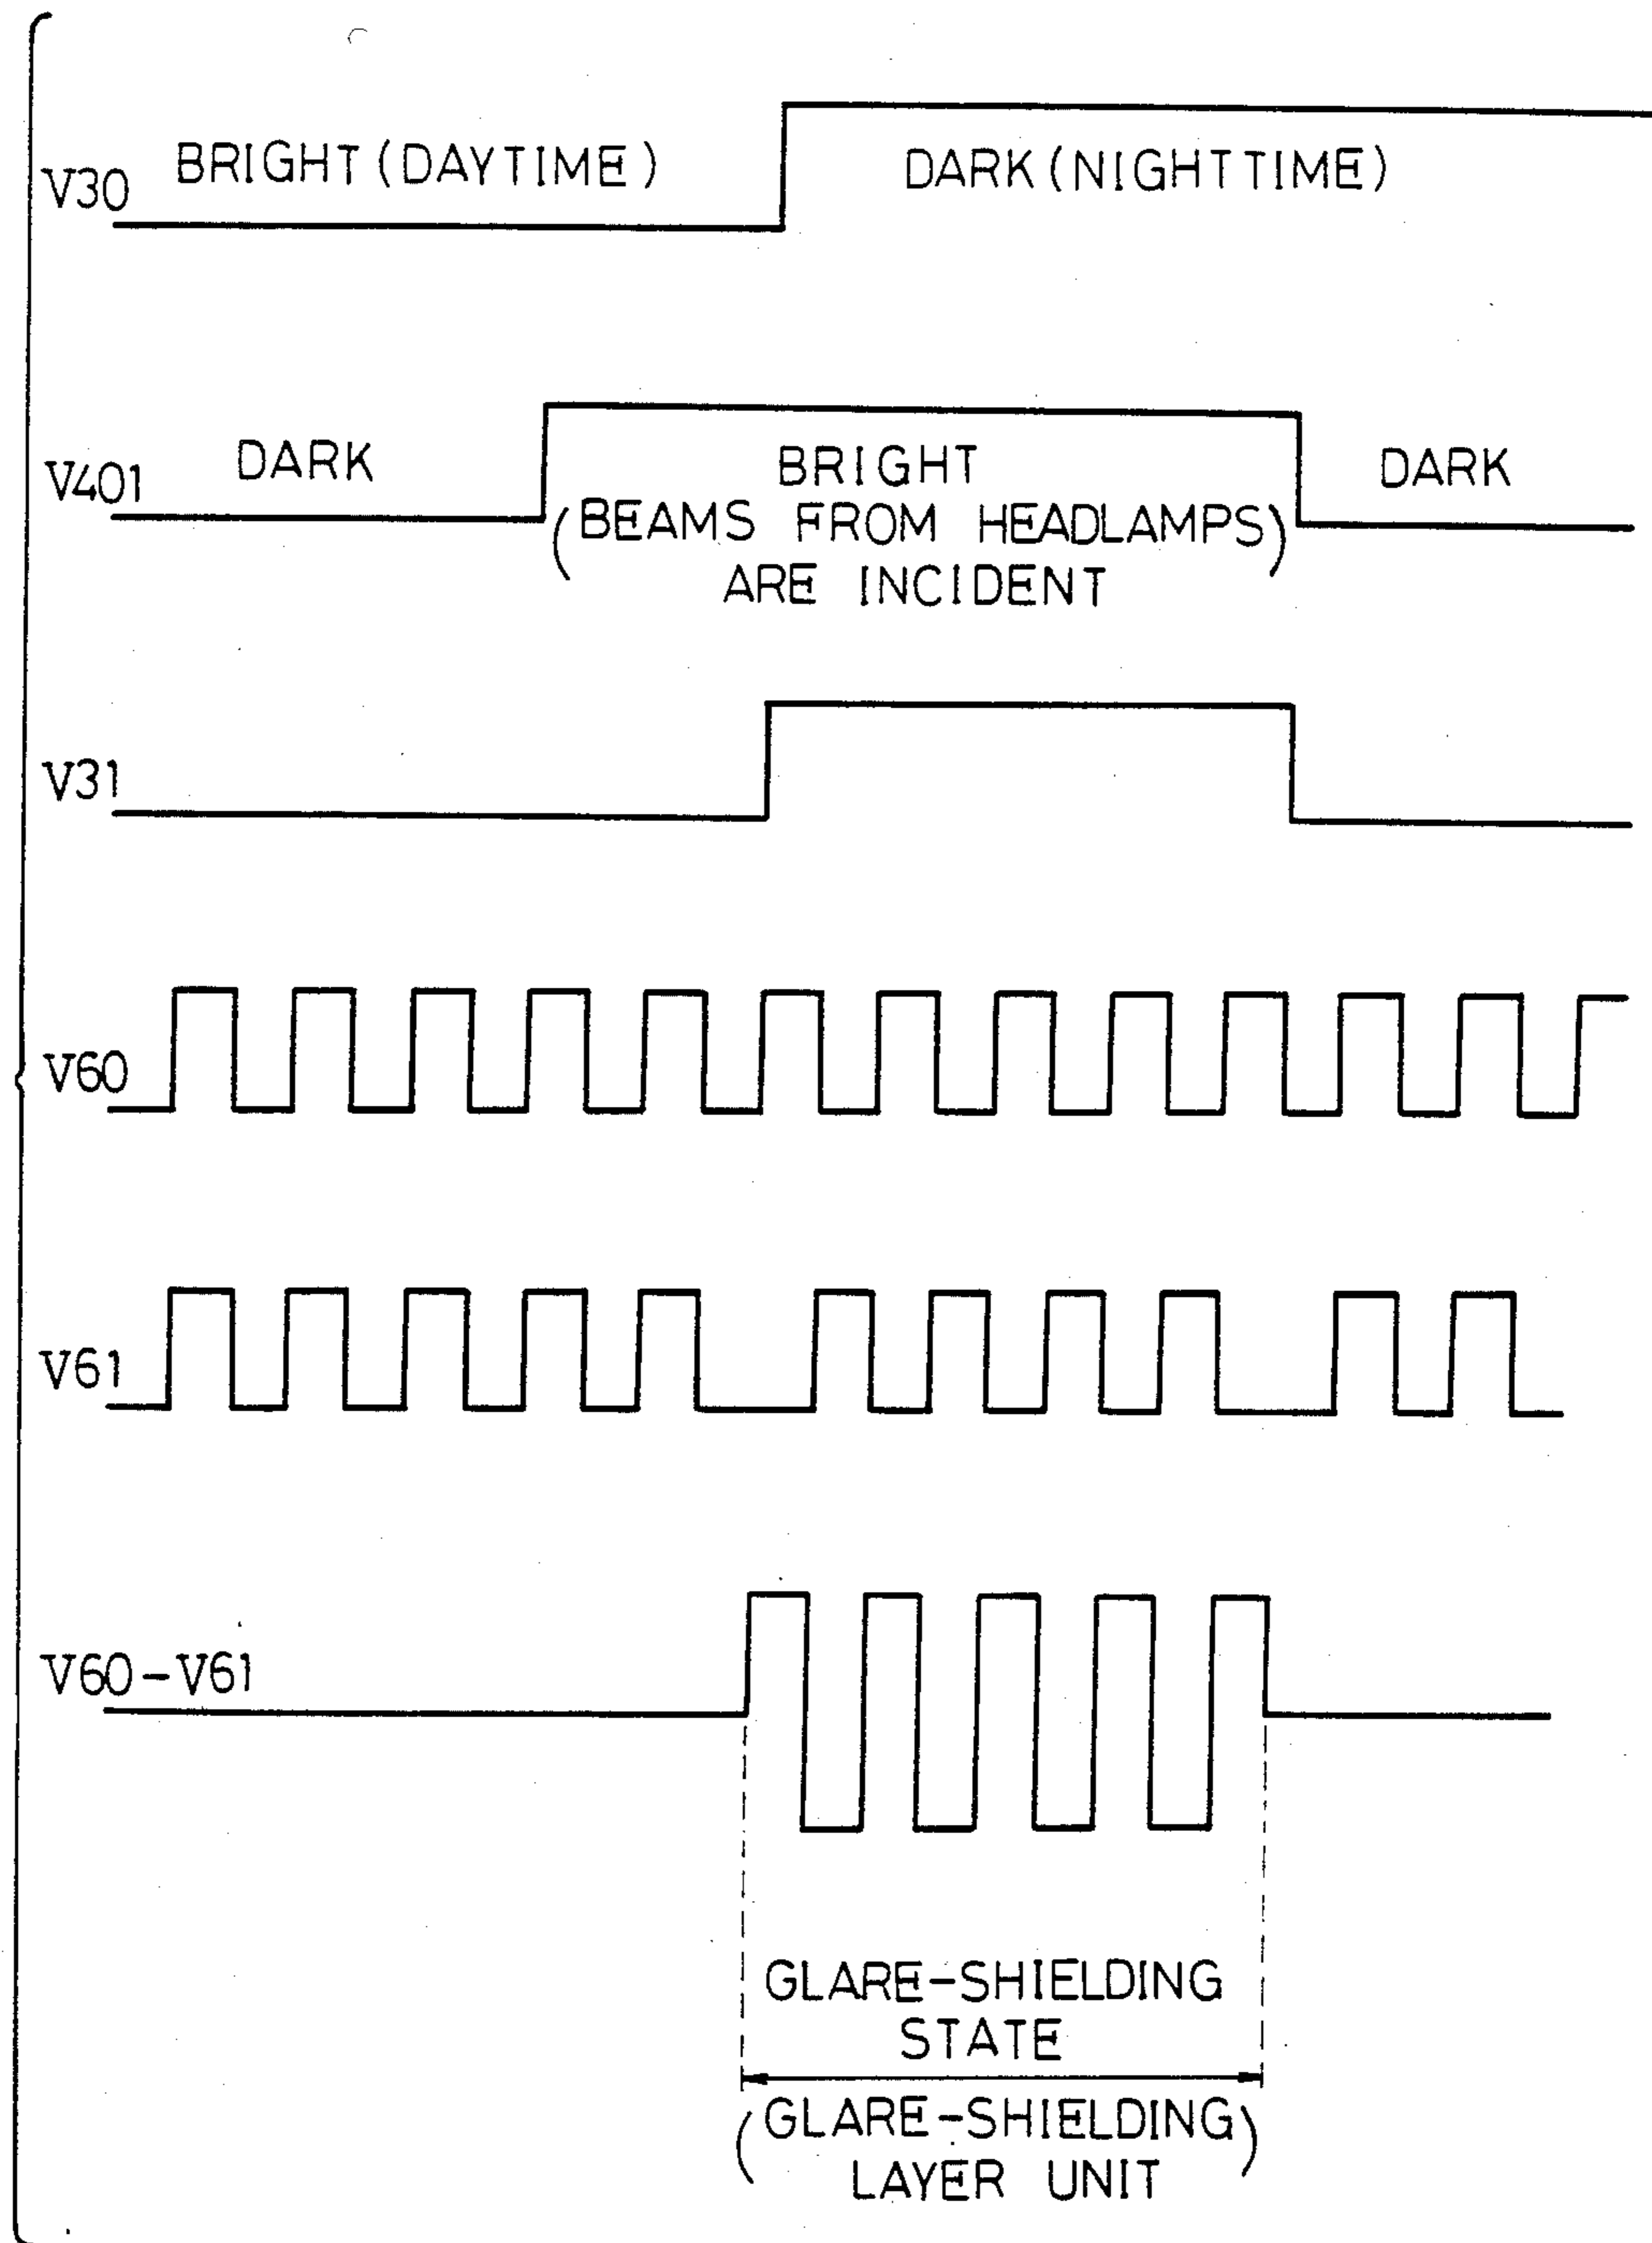 BRIGHT (DAYTIME)
DARK (NIGHTTIME)
V30
DARK
BRIGHT
(BEAMS FROM HEADLAMPS)
ARE INCIDENT
DARK
V401
V31
V60
V61
V60-V61
GLARE-SHIELDING
STATE
(GLARE-SHIELDING)
LAYER UNIT